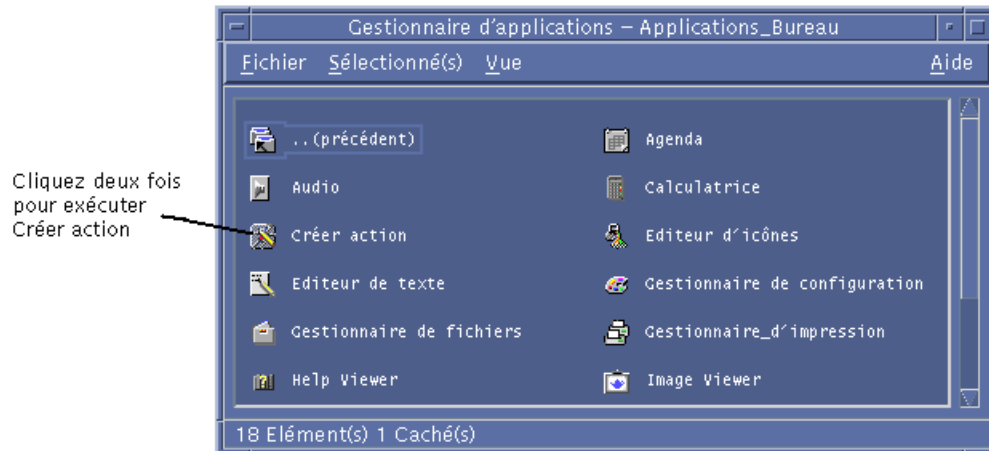 Gestionnaire d'applications – Applications_Bureau
Fichier Sélectionné(s) Vue Aide
..(précédent) Agenda
Audio Calculatrice
Cliquez deux fois
pour exécuter
Créer action
Créer action Editeur d'icônes
Editeur de texte Gestionnaire de configuration
Gestionnaire de fichiers Gestionnaire_d'impression
Help Viewer Image Viewer
18 Elément(s) 1 Caché(s)